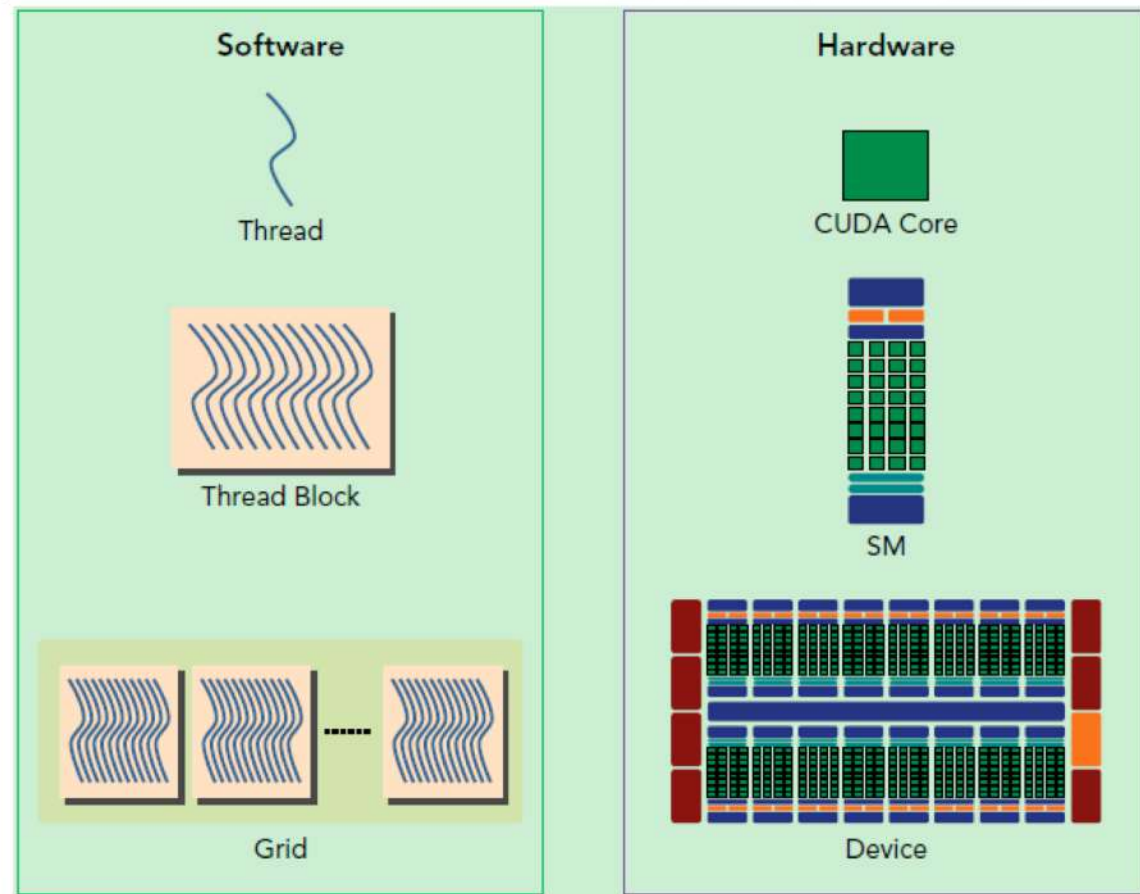 Software
Thread
Thread Block
Grid
Hardware
CUDA Core
SM
Device